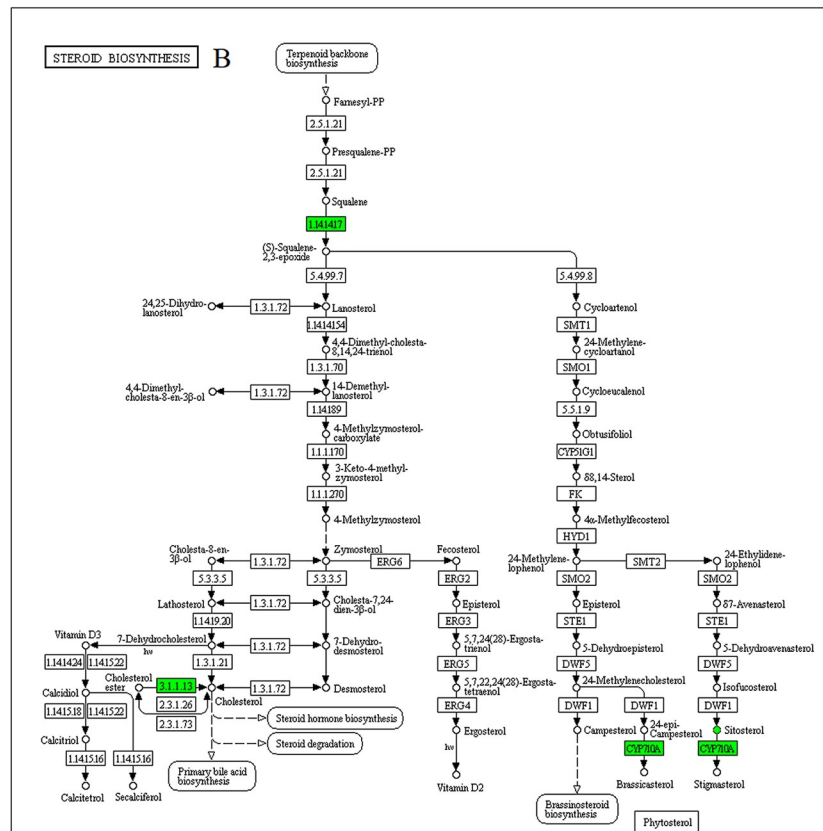 STEROID BIOSYNTHESIS
B
Terpenoid backbone
biosynthesis
Farnesyl-PP
2.5.1.21
Presqualene-PP
2.5.1.21
Squalene
1.14.14.17
(S)-Squalene-
2,3-epoxide
5.4.99.7
5.4.99.8
24,25-Dihydro-
lanosterol
1.3.1.72
Lanosterol
Cycloartenol
1.14.14.154
SMT1
4,4-Dimethyl-cholesta-
8,14,24-trienol
24-Methylene-
cycloartanol
1.3.1.70
SMO1
4,4-Dimethyl-
cholesta-8-en-3β-ol
1.3.1.72
14-Demethyl-
lanosterol
Cycloeucalenol
1.14.18.9
5.5.1.9
4-Methylzymosterol-
carboxylate
Obtusifoliol
1.1.1.170
CYP51G1
3-Keto-4-methyl-
zymosterol
δ8,14-Sterol
1.1.1.270
FK
4-Methylzymosterol
4α-Methylfecosterol
HYD1
Cholesta-8-en-
3β-ol
1.3.1.72
Zymosterol
ERG6
Fecosterol
24-Methylene-
lophenol
SMT2
24-Ethylidene-
lophenol
5.3.3.5
5.3.3.5
ERG2
SMO2
SMO2
Lathosterol
1.3.1.72
Cholesta-7,24-
dien-3β-ol
Episterol
Episterol
δ7-Avenasterol
1.14.19.20
ERG3
STE1
STE1
Vitamin D3
7-Dehydrocholesterol
hν
1.3.1.72
7-Dehydro-
desmosterol
5,7,24(28)-Ergosta-
trienol
5-Dehydroepisterol
5-Dehydroavenasterol
1.14.14.24
1.14.15.22
1.3.1.21
ERG5
DWF5
DWF5
Calcidiol
Cholesterol
ester
3.1.1.13
1.3.1.72
Desmosterol
5,7,22,24(28)-Ergosta-
tetraenol
24-Methylenecholesterol
Isofucosterol
1.14.15.18
1.14.15.22
2.3.1.26
Cholesterol
ERG4
DWF1
DWF1
DWF1
2.3.1.73
Steroid hormone biosynthesis
Calcitriol
Steroid degradation
Ergosterol
Campesterol
24-epi-
Campesterol
Sitosterol
1.14.15.16
1.14.15.16
Primary bile acid
biosynthesis
hν
CYP710A
CYP710A
Calcitetrol
Secalciferol
Vitamin D2
Brassicasterol
Stigmasterol
Brassinosteroid
biosynthesis
Phytosterol